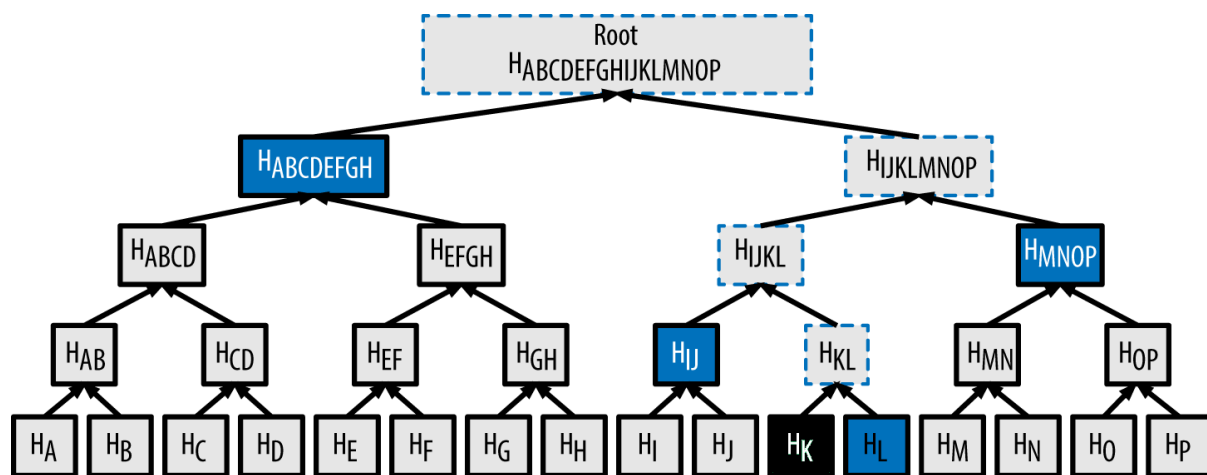 Root
HABCDEFGHIJKLMNOP
HABCDEFGH
HIJKLMNOP
HABCD
HEFGH
HIJKL
HMNOP
HAB
HCD
HEF
HGH
HIJ
HKL
HMN
HOP
HA
HB
HC
HD
HE
HF
HG
HH
HI
HJ
HK
HL
HM
HN
HO
HP